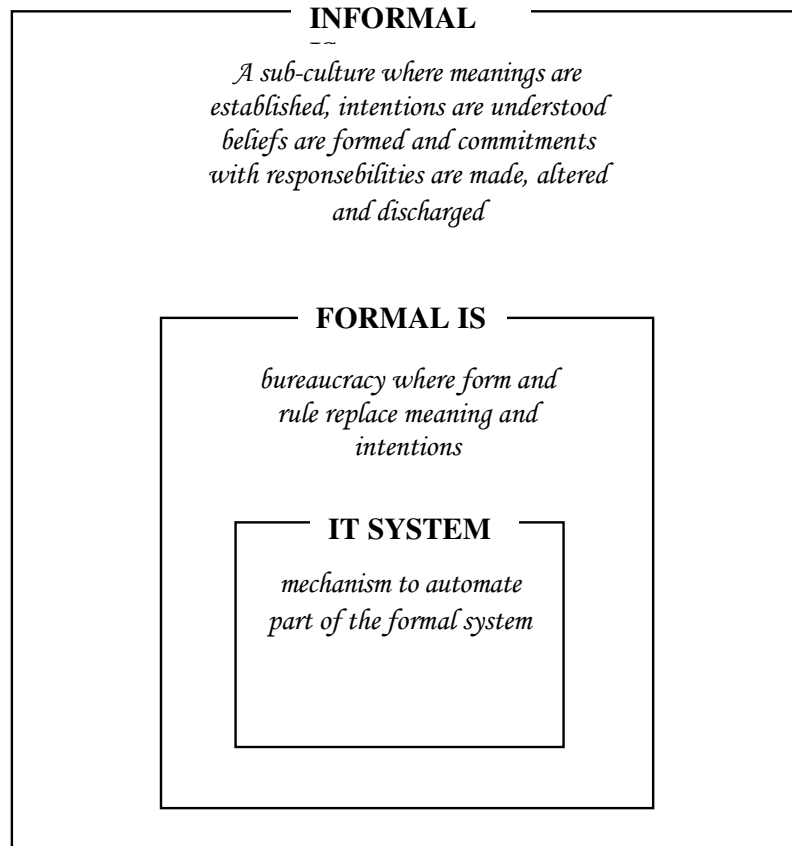 INFORMAL
IS
A sub-culture where meanings are
established, intentions are understood
beliefs are formed and commitments
with responsebilities are made, altered
and discharged
FORMAL IS
bureaucracy where form and
rule replace meaning and
intentions
IT SYSTEM
mechanism to automate
part of the formal system